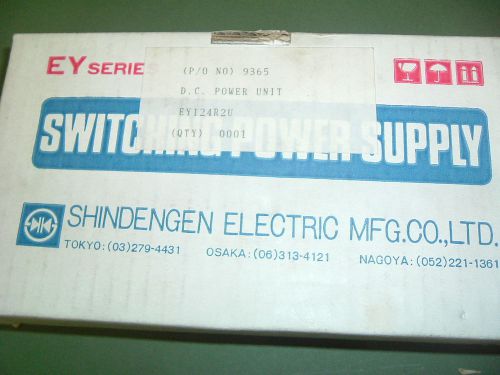 EY SERIE
(P/O NO) 9365
D.C. POWER UNIT
EYI24R2U
(QTY) 0001
SWITCHING POWER SUPPLY
SHINDENGEN ELECTRIC MFG.CO.,LTD.
TOKYO:(03)279-4431 OSAKA:(06)313-4121 NAGOYA:(052)221-1361